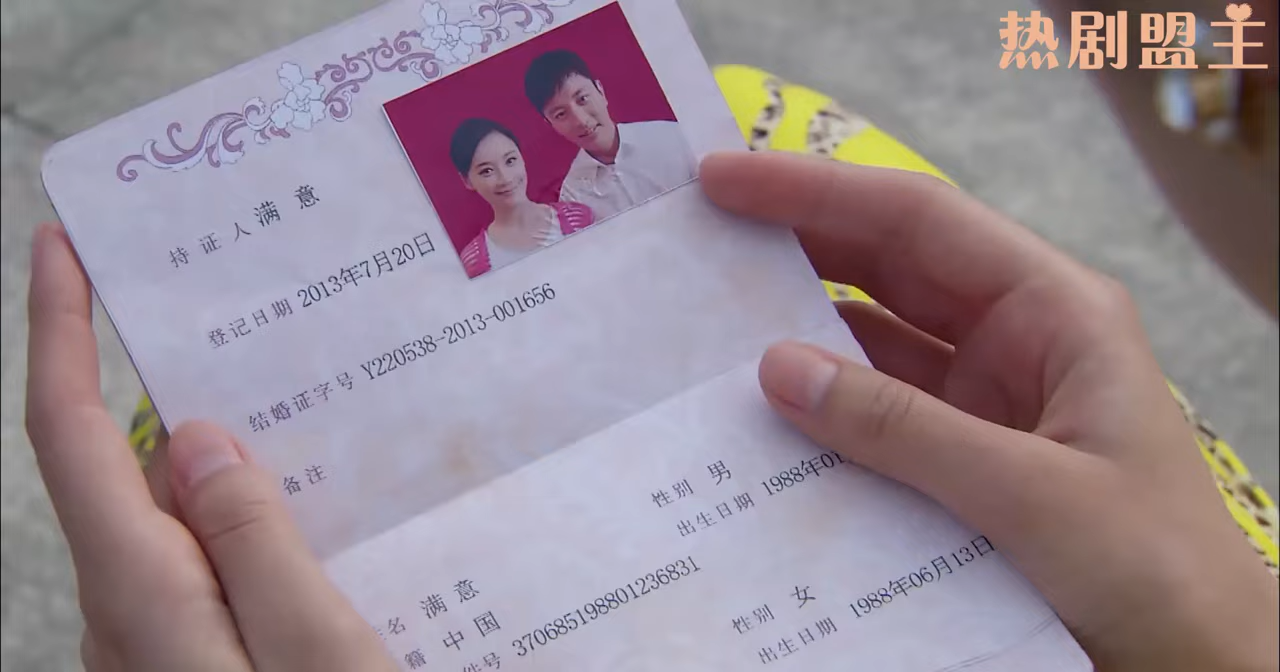 热剧盟主
持证人 满意
登记日期 2013年7月20日
结婚证字号 Y220538-2013-001656
备注
名 满意 性别 男
籍 中国 出生日期 1988年01
件号 370685198801236831
性别 女
出生日期 1988年06月13日